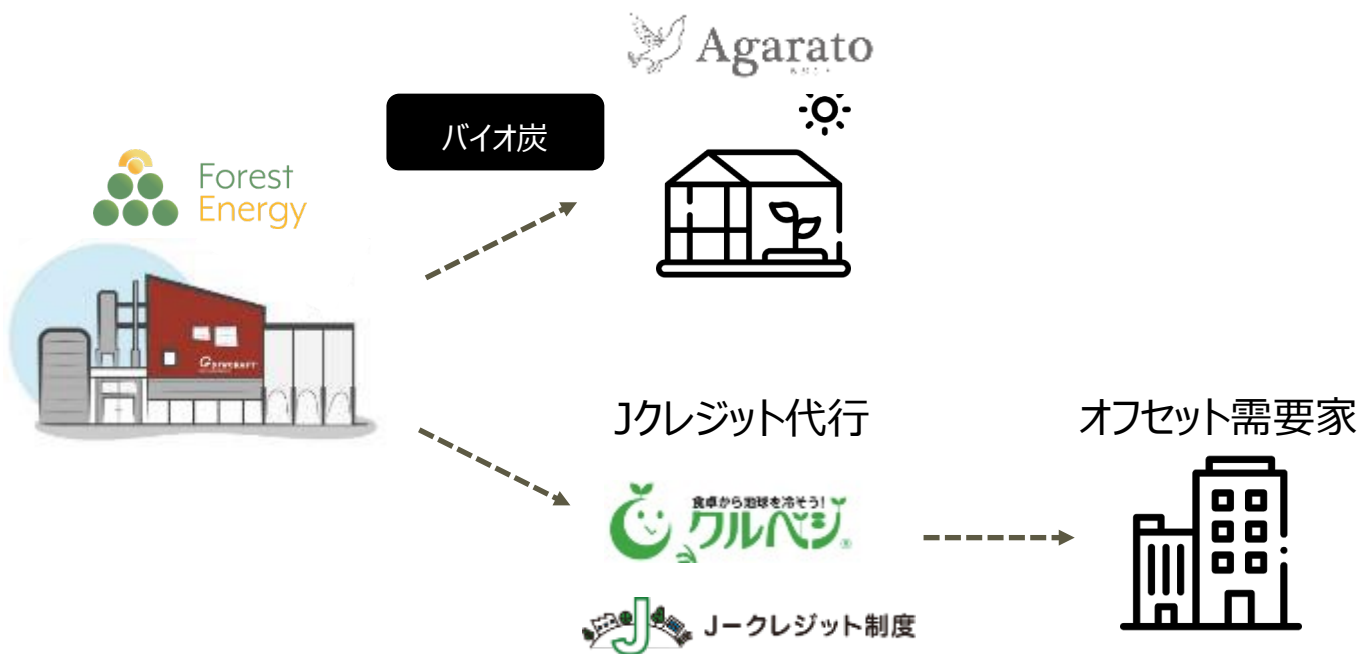 Agarato
バイオ炭
Forest
Energy
Jクレジット代行
オフセット需要家
食卓から地球を冷そう!
クルベジ®
J-クレジット制度